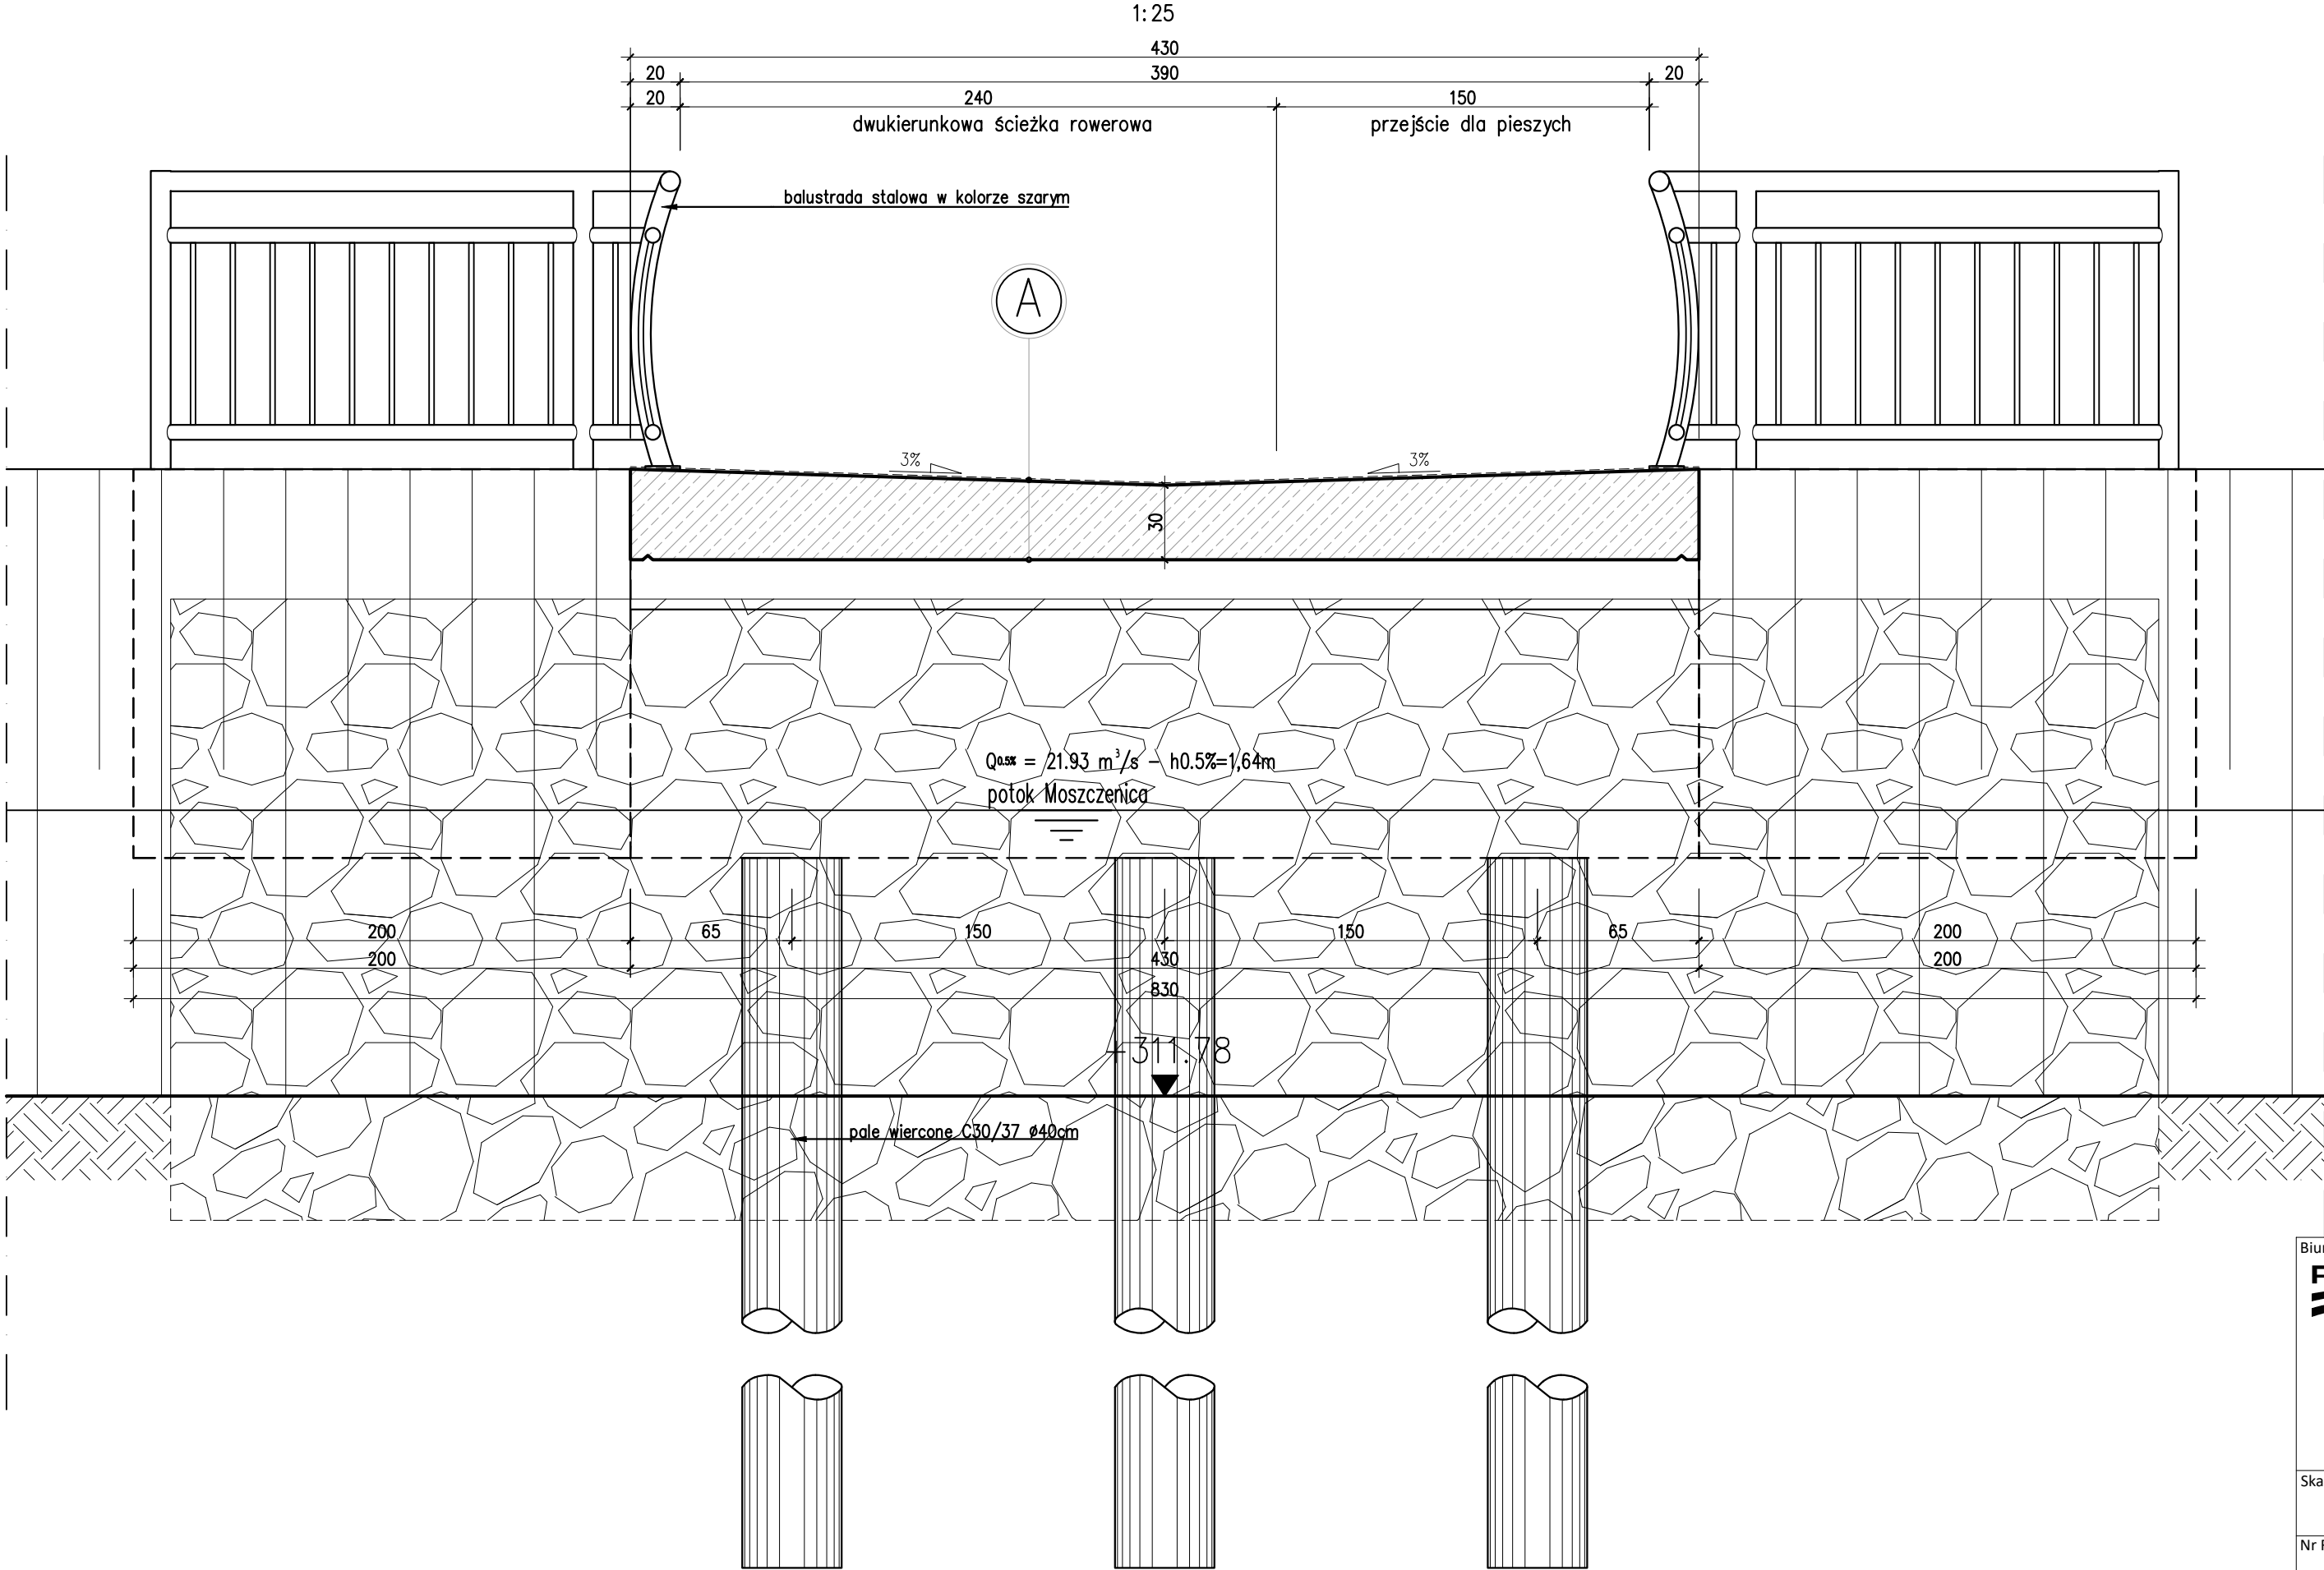 1:25
430
20 390 20
20 240 150
dwukierunkowa ścieżka rowerowa przejście dla pieszych
balustrada stalowa w kolorze szarym
A
3% 3%
30
Q0.5% = 21.93 m³/s - h0.5%=1,64m
potok Moszczenica
200 65 150 150 65 200
200 430 200
830
+311.78
pale wiercone C30/37 ø40cm
Biur
Ska
Nr